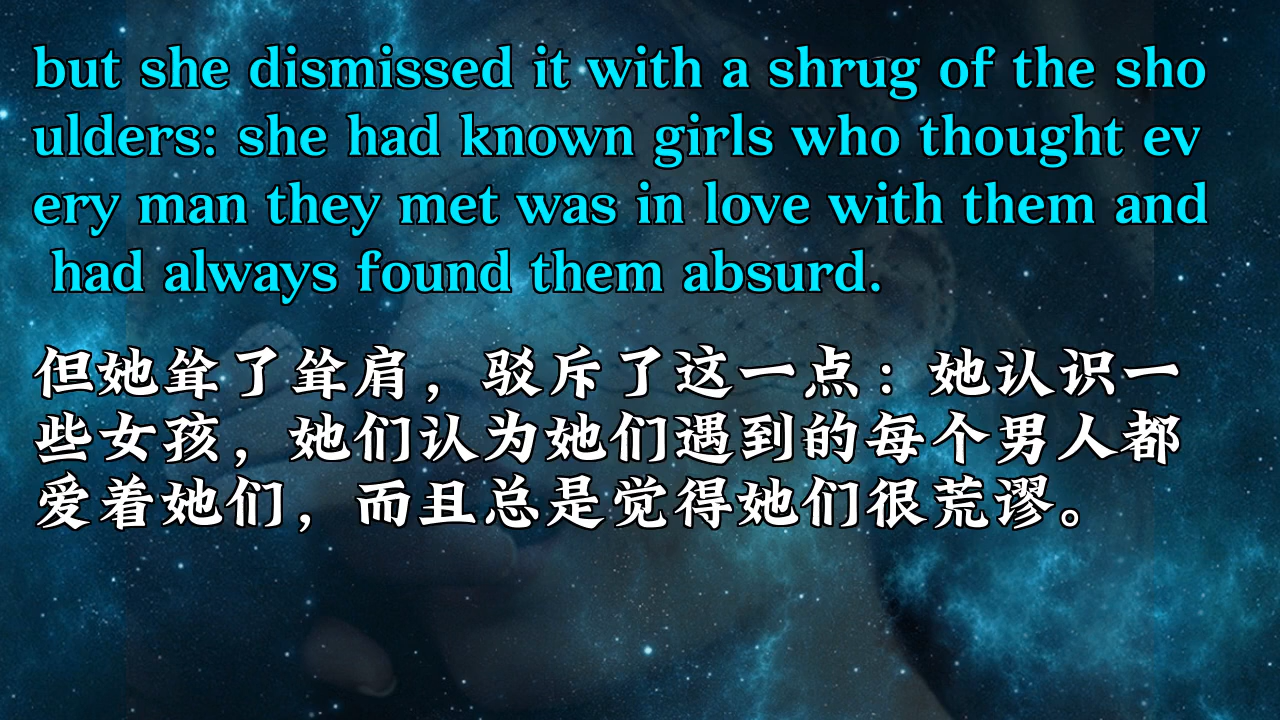 but she dismissed it with a shrug of the sho
ulders: she had known girls who thought ev
ery man they met was in love with them and
had always found them absurd.
但她耸了耸肩，驳斥了这一点：她认识一
些女孩，她们认为她们遇到的每个男人都
爱着她们，而且总是觉得她们很荒谬。